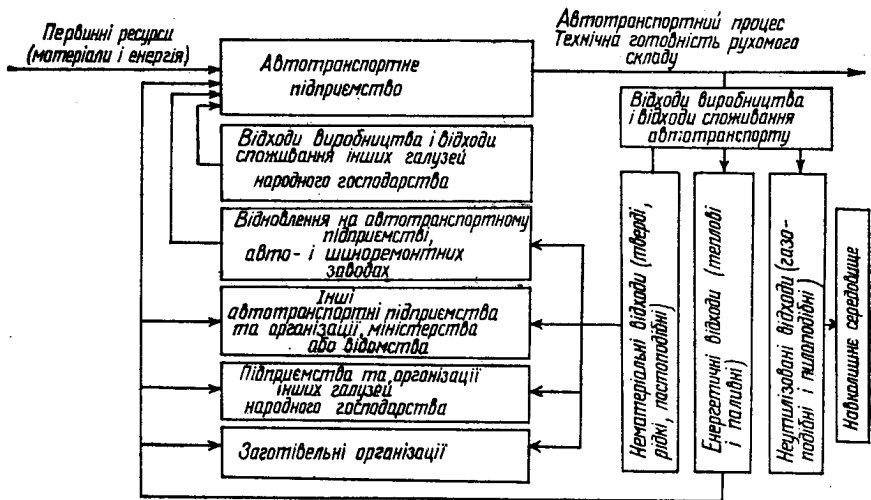 Первинні ресурси
(матеріали і енергія)
Автотранспортне
підприємство
Автотранспортний процес
Технічна готовність рухомого
складу
Відходи виробництва
і відходи споживання
автотранспорту
Відходи виробництва і відходи
споживання інших галузей
народного господарства
Відновлення на автотранспортному
підприємстві,
авто- і шиноремонтних
заводах
Інші
автотранспортні підприємства
та організації, міністерства
або відомства
Підприємства та організації
інших галузей
народного господарства
Заготівельні організації
Нематеріальні відходи (тверді,
рідкі, пастоподібні)
Енергетичні відходи (теплові
і паливні)
Неутилізовані відходи (газо-
подібні і пилоподібні)
Навколишнє середовище